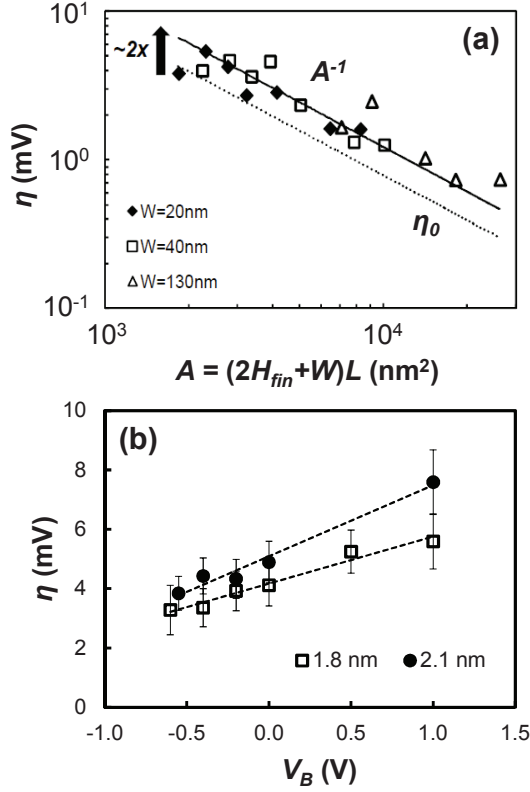 (a)
10¹
~2x
A⁻¹
η (mV)
10⁰
W=20nm
W=40nm
W=130nm
η₀
10⁻¹
10³
10⁴
A = (2H_fin+W)L (nm²)
(b)
10
8
6
η (mV)
4
2
0
1.8 nm
2.1 nm
-1.0
-0.5
0.0
0.5
1.0
1.5
V_B (V)